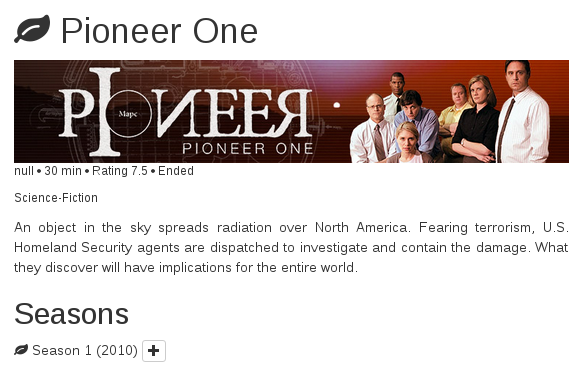 Pioneer One
PIONEEЯ
Mapc
PIONEER ONE
null • 30 min • Rating 7.5 • Ended
Science-Fiction
An object in the sky spreads radiation over North America. Fearing terrorism, U.S.
Homeland Security agents are dispatched to investigate and contain the damage. What
they discover will have implications for the entire world.
Seasons
Season 1 (2010)